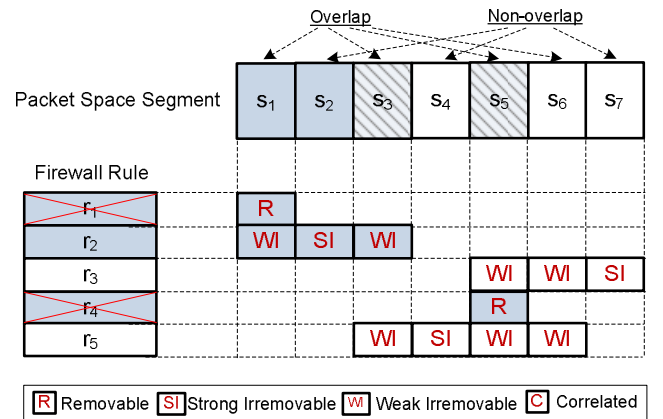 Overlap Non-overlap
Packet Space Segment s1 s2 s3 s4 s5 s6 s7
Firewall Rule
r1 R
r2 WI SI WI
r3 WI WI SI
r4 R
r5 WI SI WI WI
R Removable SI Strong Irremovable WI Weak Irremovable C Correlated